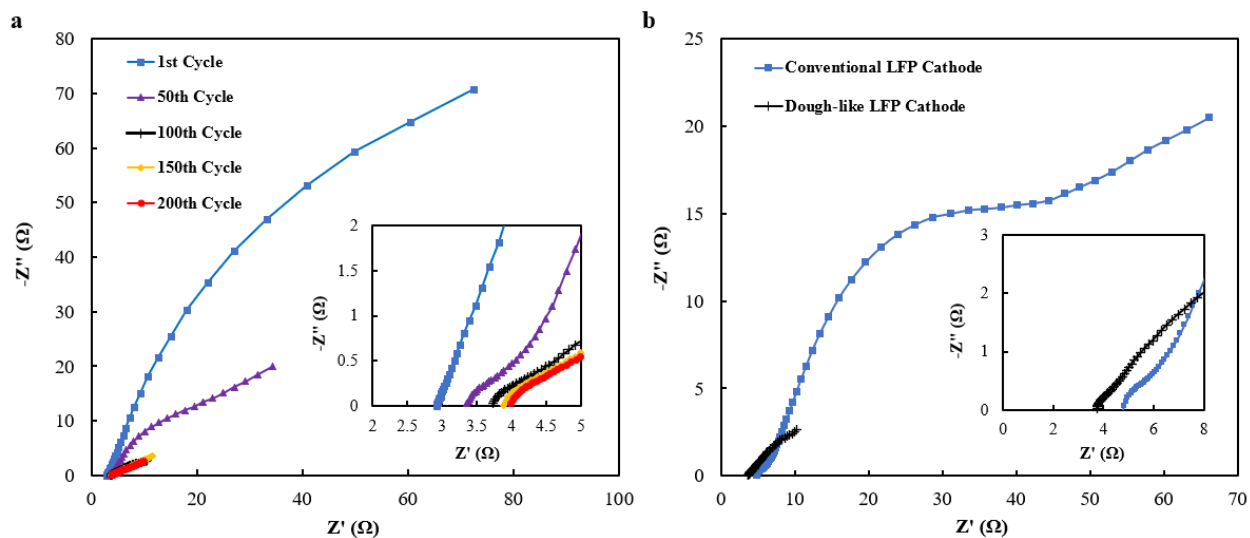 a
80
70
60
50
40
30
20
10
0
-Z'' (Ω)
1st Cycle
50th Cycle
100th Cycle
150th Cycle
200th Cycle
2
1.5
1
0.5
0
-Z'' (Ω)
2 2.5 3 3.5 4 4.5 5
Z' (Ω)
0 20 40 60 80 100
Z' (Ω)
b
25
20
15
10
5
0
-Z'' (Ω)
Conventional LFP Cathode
Dough-like LFP Cathode
3
2
1
0
-Z'' (Ω)
0 2 4 6 8
Z' (Ω)
0 10 20 30 40 50 60 70
Z' (Ω)